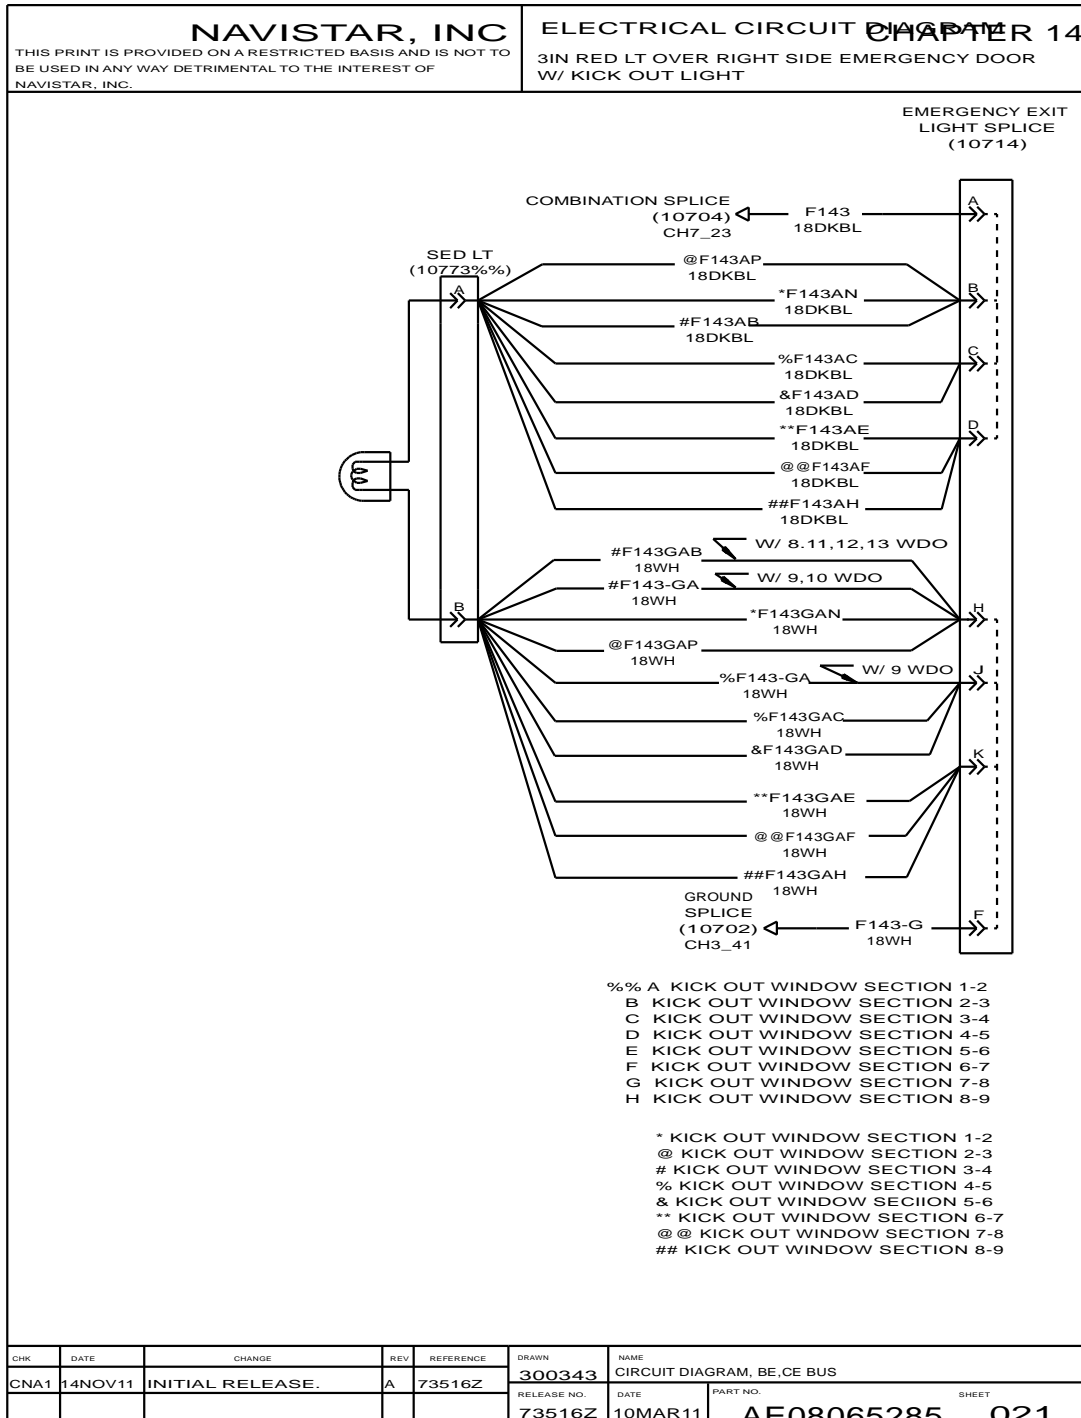 NAVISTAR, INC
THIS PRINT IS PROVIDED ON A RESTRICTED BASIS AND IS NOT TO
BE USED IN ANY WAY DETRIMENTAL TO THE INTEREST OF
NAVISTAR, INC.
ELECTRICAL CIRCUIT DIAGRAM
CHAPTER 14
3IN RED LT OVER RIGHT SIDE EMERGENCY DOOR
W/ KICK OUT LIGHT
EMERGENCY EXIT
LIGHT SPLICE
(10714)
COMBINATION SPLICE
(10704)
CH7_23
F143
18DKBL
A
SED LT
(10773%%)
A
@F143AP
18DKBL
*F143AN
18DKBL
B
#F143AB
18DKBL
%F143AC
18DKBL
C
&F143AD
18DKBL
**F143AE
18DKBL
D
@@F143AF
18DKBL
##F143AH
18DKBL
#F143GAB
18WH
W/ 8.11,12,13 WDO
#F143-GA
18WH
W/ 9,10 WDO
B
*F143GAN
18WH
H
@F143GAP
18WH
%F143-GA
18WH
W/ 9 WDO
J
%F143GAC
18WH
&F143GAD
18WH
K
**F143GAE
18WH
@@F143GAF
18WH
##F143GAH
18WH
GROUND
SPLICE
(10702)
CH3_41
F143-G
18WH
F
%% A KICK OUT WINDOW SECTION 1-2
B KICK OUT WINDOW SECTION 2-3
C KICK OUT WINDOW SECTION 3-4
D KICK OUT WINDOW SECTION 4-5
E KICK OUT WINDOW SECTION 5-6
F KICK OUT WINDOW SECTION 6-7
G KICK OUT WINDOW SECTION 7-8
H KICK OUT WINDOW SECTION 8-9
* KICK OUT WINDOW SECTION 1-2
@ KICK OUT WINDOW SECTION 2-3
# KICK OUT WINDOW SECTION 3-4
% KICK OUT WINDOW SECTION 4-5
& KICK OUT WINDOW SECIION 5-6
** KICK OUT WINDOW SECTION 6-7
@@ KICK OUT WINDOW SECTION 7-8
## KICK OUT WINDOW SECTION 8-9
CHK DATE CHANGE REV REFERENCE
CNA1 14NOV11 INITIAL RELEASE. A 73516Z
DRAWN
300343
NAME
CIRCUIT DIAGRAM, BE,CE BUS
RELEASE NO.
73516Z
DATE
10MAR11
PART NO.
AE08065285
SHEET
021